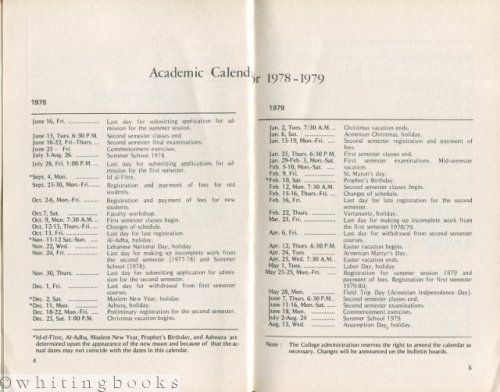 Academic Calendar 1978-1979
1978
June 16, Fri. Last day for submitting application for ad-
mission for the summer session.
June 13, Tues. 6:30 P.M. Second semester classes end.
June 16-22, Fri.-Thurs. Second semester final examinations.
June 23 - Fri. Commencement exercises.
July 3-Aug. 26. Summer School 1978.
July 28, Fri. 1:00 P.M. Last day for submitting applications for ad-
mission for the first semester.
*Sept. 4, Mon. Id ul-Fitre.
Sept. 25-30, Mon.-Fri. Registration and payment of fees for old
students.
Oct. 2-6, Mon.-Fri. Registration and payment of fees for new
students.
Oct.7, Sat. Faculty workshop.
Oct. 9, Mon. 7:30 A.M. First semester classes begin.
Oct. 12-13, Thurs.-Fri. Changes of schedule.
Oct. 13, Fri. Last day for late registration.
*Nov. 11-12 Sat.-Sun. Al-Adha, holiday.
Nov. 22, Wed. Lebanese National Day, holiday.
Nov. 24, Fri. Last day for making up incomplete work from
the second semester (1977-78) and Summer
School (1978).
Nov. 30, Thurs. Last day for submitting application for admis-
sion for the second semester.
Dec. 1, Fri. Last day for withdrawal from first semester
courses.
*Dec. 2, Sat. Moslem New Year, holiday.
*Dec. 11, Mon. Ashura, holiday.
Dec. 18-22, Mon.-Fri. Preliminary registration for the second semester.
Dec. 23, Sat. 1:00 P.M. Christmas vacation begins.
*Id-el-Fitre, Al-Adha, Moslem New Year, Prophet's Birthday, and Ashoura are
determined upon the appearance of the new moon and because of that the ac-
tual dates may not coincide with the dates in this calendar.
4
1979
Jan. 2, Tues. 7:30 A.M. Christmas vacation ends.
Jan. 6, Sat. Armenian Christmas, holiday.
Jan. 15-19, Mon.-Fri. Second semester registration and payment of
fees.
Jan. 25, Thurs. 6:30 P.M. First semester classes end.
Jan. 29-Feb. 3, Mon.-Sat. First semester examinations. Mid-semester
Feb. 5-10, Mon.-Sat. vacation.
Feb. 9, Fri. St. Marun's day.
*Feb. 10, Sat. Prophet's Birthday.
Feb. 12, Mon. 7:30 A.M. Second semester classes begin.
Feb. 15-16, Thurs.-Fri. Changes of Schedule.
Feb. 16, Fri. Last day for late registration for the second
semester.
Feb. 22, Thurs. Vartanantz, holiday.
Mar. 23, Fri. Last day for making up incomplete work from
the first semester 1978/79.
Apr. 6, Fri. Last day for withdrawal from second semester
courses.
Apr. 12, Thurs. 6:30 P.M. Easter vacation begins.
Apr. 24, Tues. Armenian Martyr's Day.
Apr. 25, Wed. 7:30 A.M. Easter vacation ends.
May 1, Tues. Labor Day, holiday
May 21-25, Mon.-Fri. Registration for summer session 1979 and
payment of fees. Registration for first semester
1979-80.
May 28, Mon. Field Trip Day (Armenian Independence Day).
June 7, Thurs. 6:30 P.M. Second semester classes end.
June 11-16, Mon.-Sat. Second semester examinations.
June 18, Mon. Commencement exercises.
July 2-Aug. 24 Summer School 1979.
Aug. 15, Wed. Assumption Day, holiday
Note : The College administration reserves the right to amend the calendar as
necessary. Changes will be announced on the bulletin boards.
5
©whitingbooks